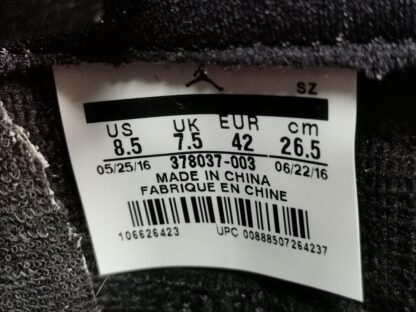 SZ
US UK EUR cm
8.5 7.5 42 26.5
05/25/16 378037-003 06/22/16
MADE IN CHINA
FABRIQUE EN CHINE
106626423 UPC 00888507264237